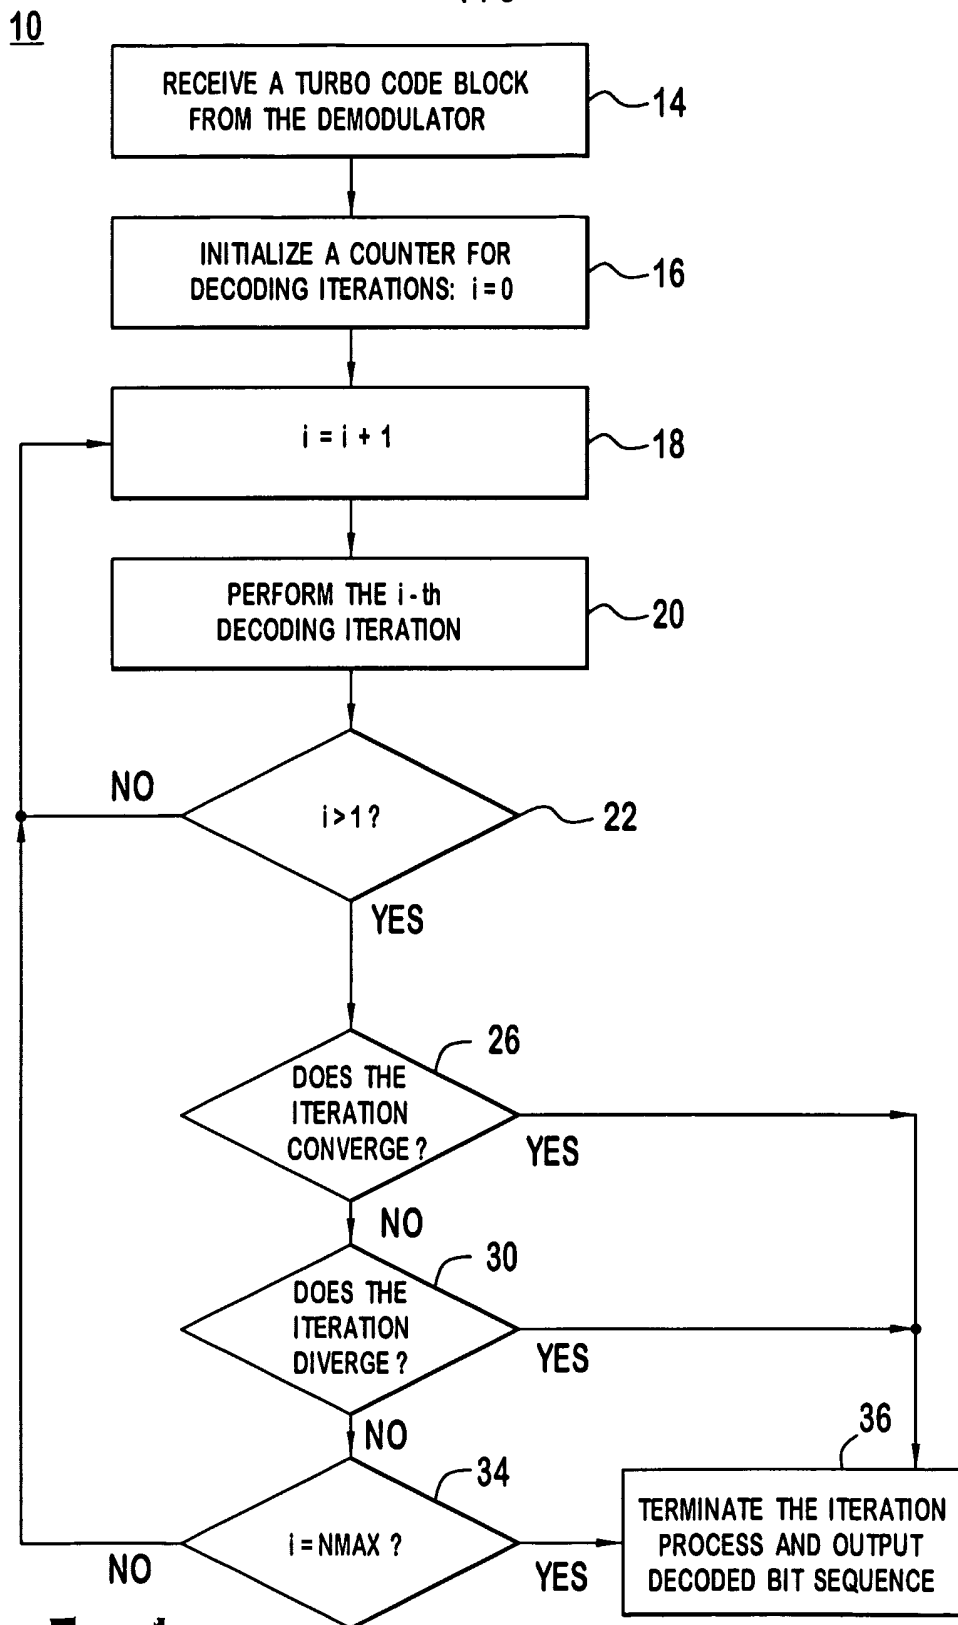 10
RECEIVE A TURBO CODE BLOCK
FROM THE DEMODULATOR
14
INITIALIZE A COUNTER FOR
DECODING ITERATIONS: i = 0
16
i = i + 1
18
PERFORM THE i - th
DECODING ITERATION
20
NO
i > 1 ?
22
YES
26
DOES THE
ITERATION
CONVERGE ?
YES
NO
30
DOES THE
ITERATION
DIVERGE ?
YES
NO
34
36
i = NMAX ?
NO
YES
TERMINATE THE ITERATION
PROCESS AND OUTPUT
DECODED BIT SEQUENCE